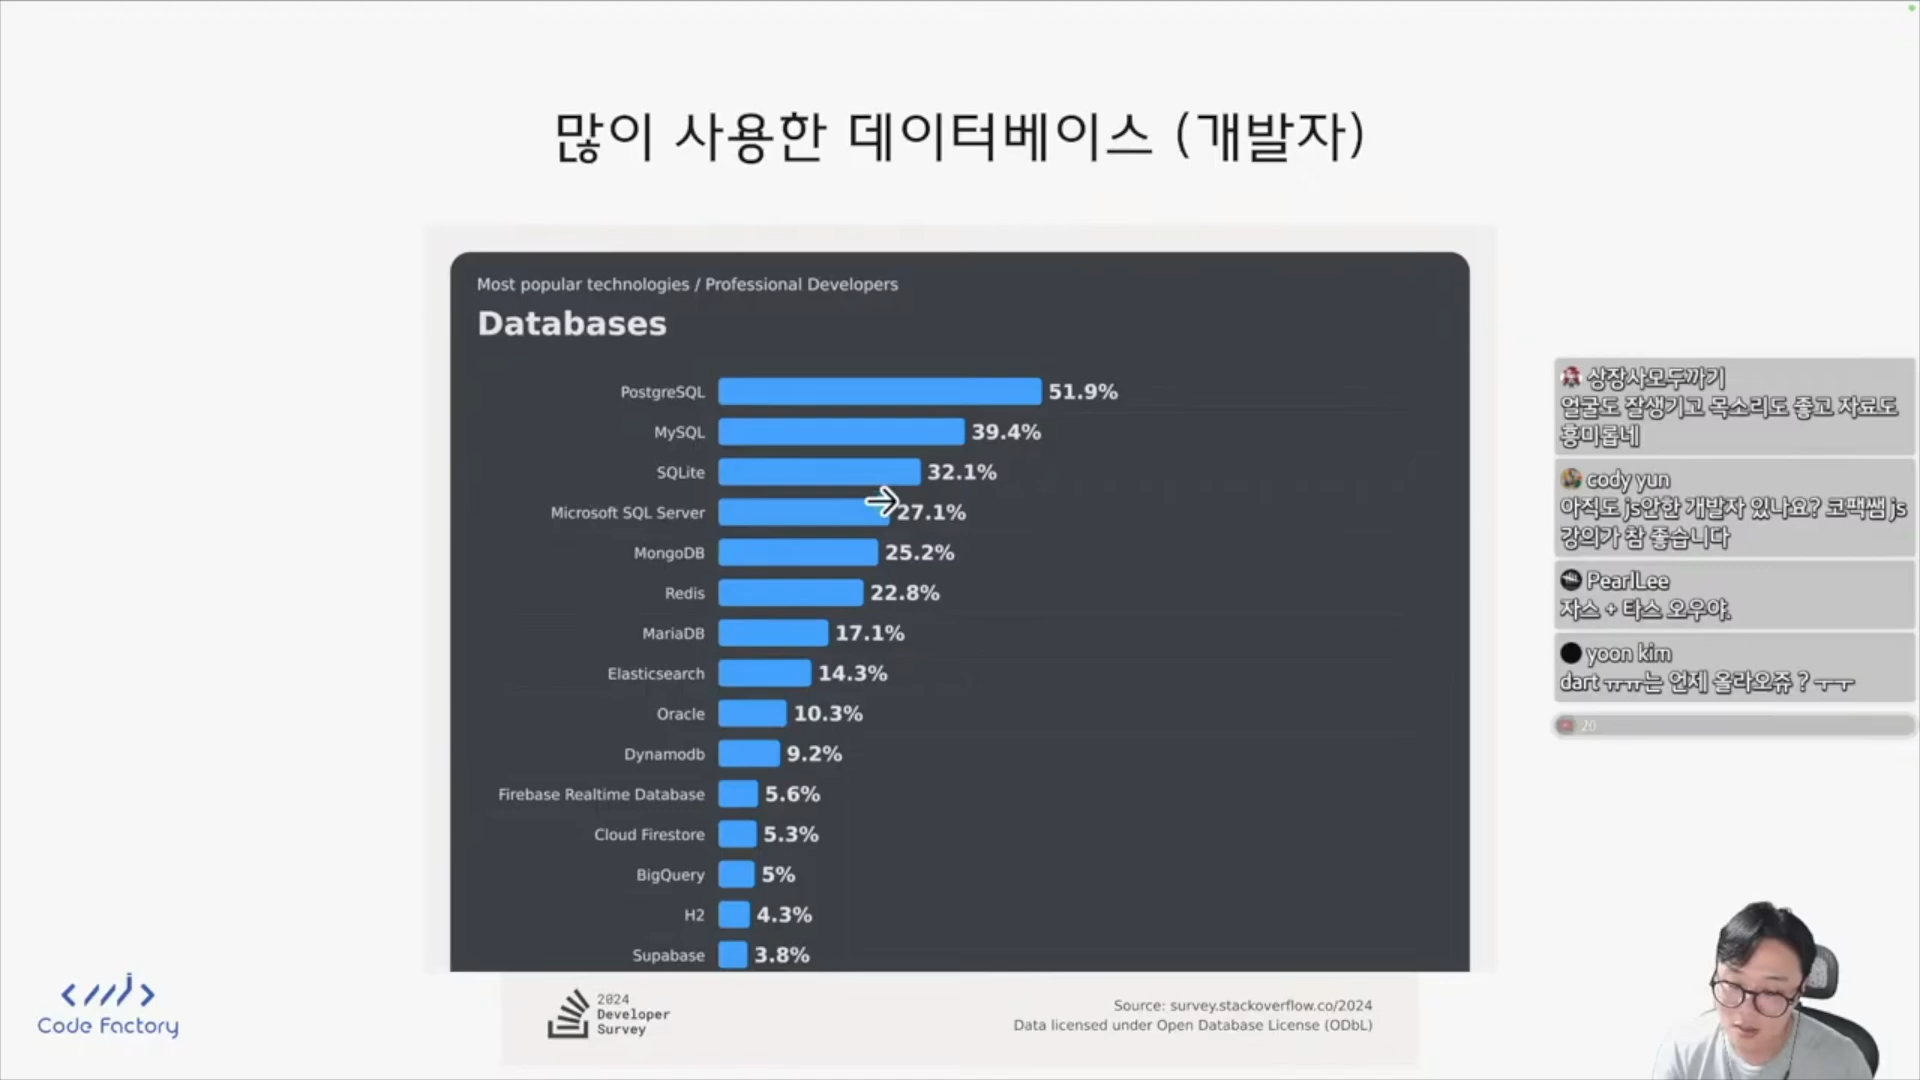 많이 사용한 데이터베이스 (개발자)
Most popular technologies / Professional Developers
Databases
PostgreSQL 51.9%
MySQL 39.4%
SQLite 32.1%
Microsoft SQL Server 27.1%
MongoDB 25.2%
Redis 22.8%
MariaDB 17.1%
Elasticsearch 14.3%
Oracle 10.3%
Dynamodb 9.2%
Firebase Realtime Database 5.6%
Cloud Firestore 5.3%
BigQuery 5%
H2 4.3%
Supabase 3.8%
2024
Developer
Survey
Source: survey.stackoverflow.co/2024
Data licensed under Open Database License (ODbL)
Code Factory
상장사모두까기
얼굴도 잘생기고 목소리도 좋고 자료도
흥미롭네
cody yun
아직도 js안한 개발자 있나요? 코팩쌤 js
강의가 참 좋습니다
PearlLee
자스 + 타스 오우야.
yoon kim
dart ㅠㅠ는 언제 올라오쥬 ? ㅜㅜ
20